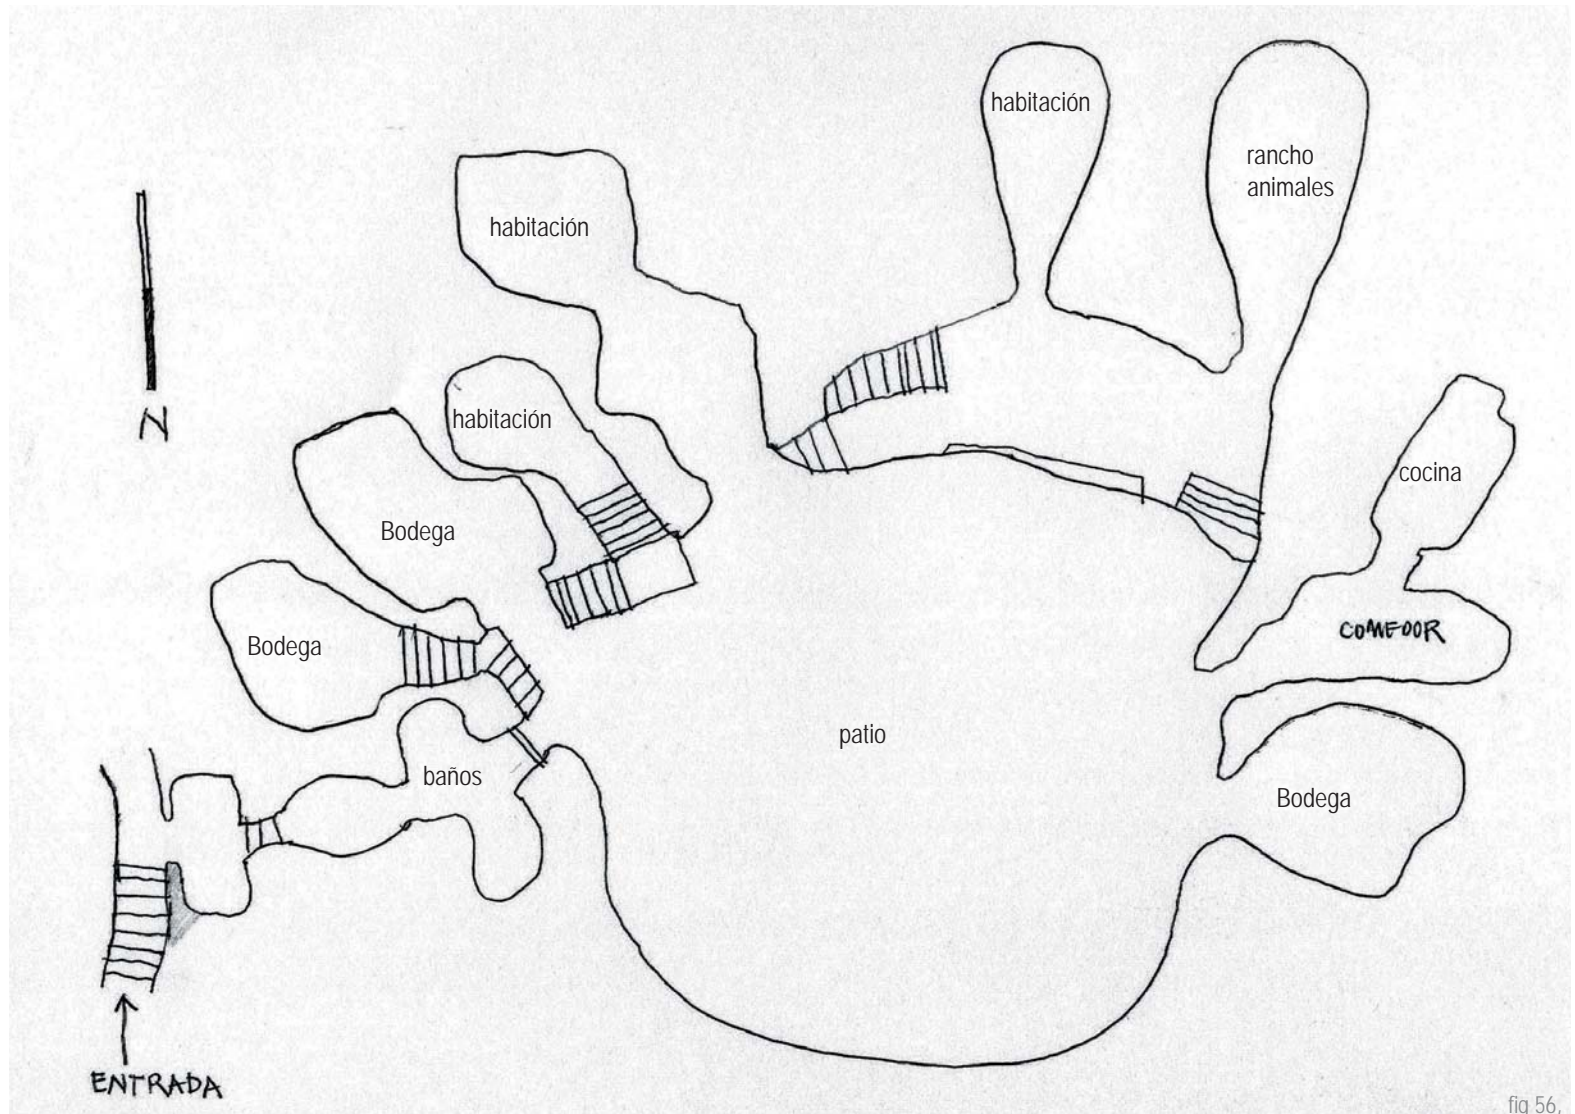 habitación
rancho
animales
habitación
N
habitación
cocina
Bodega
COMEDOR
Bodega
patio
baños
Bodega
ENTRADA
fig 56,